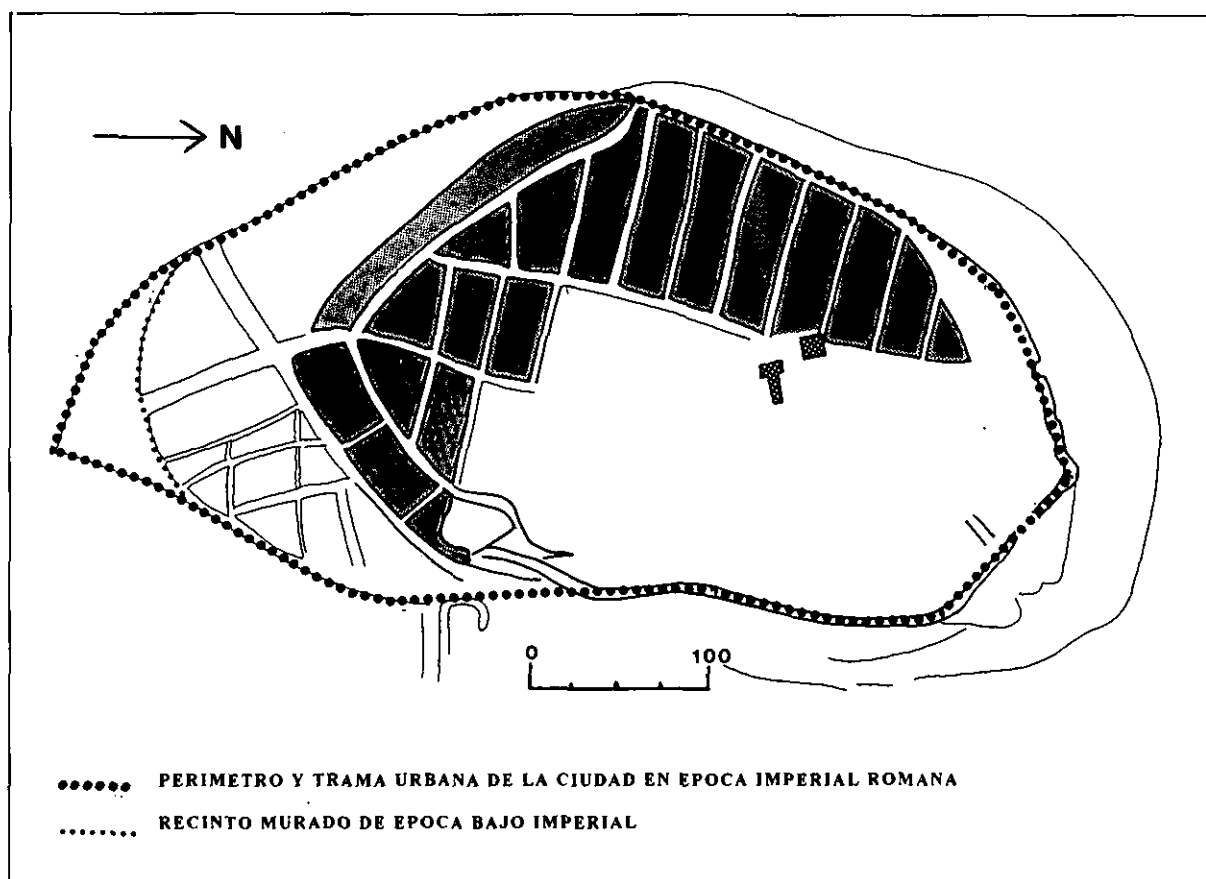 N
0 100
PERIMETRO Y TRAMA URBANA DE LA CIUDAD EN EPOCA IMPERIAL ROMANA
RECINTO MURADO DE EPOCA BAJO IMPERIAL